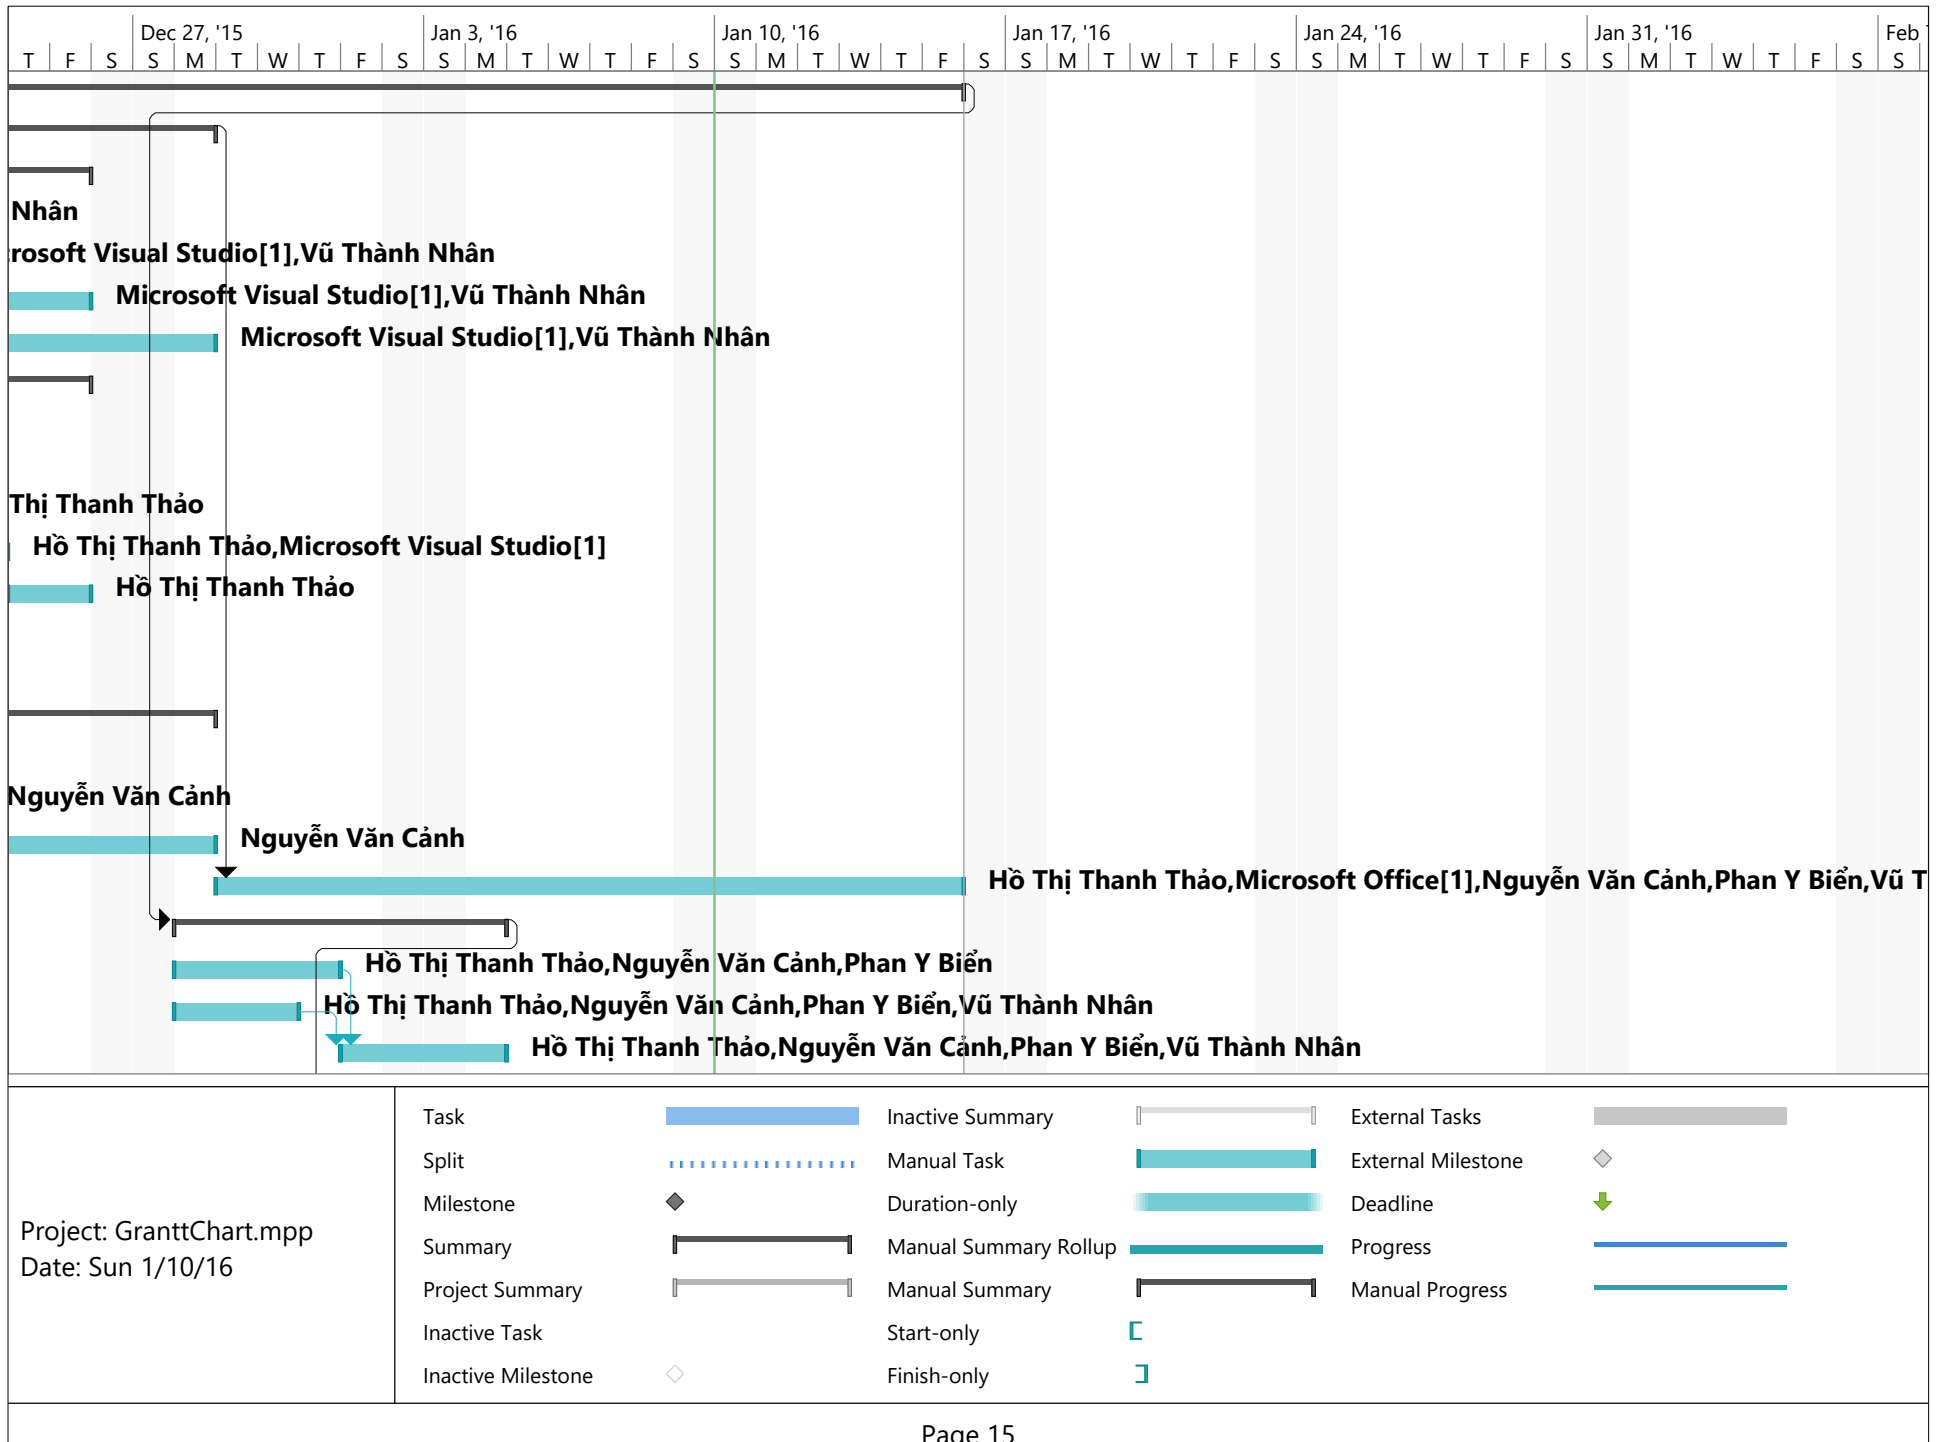 Dec 27, '15 Jan 3, '16 Jan 10, '16 Jan 17, '16 Jan 24, '16 Jan 31, '16 Feb
T F S S M T W T F S S M T W T F S S M T W T F S S M T W T F S S M T W T F S S M T W T F S S
Nhân
crosoft Visual Studio[1],Vũ Thành Nhân
Microsoft Visual Studio[1],Vũ Thành Nhân
Microsoft Visual Studio[1],Vũ Thành Nhân
Thị Thanh Thảo
Hồ Thị Thanh Thảo,Microsoft Visual Studio[1]
Hồ Thị Thanh Thảo
Nguyễn Văn Cảnh
Nguyễn Văn Cảnh
Hồ Thị Thanh Thảo,Microsoft Office[1],Nguyễn Văn Cảnh,Phan Y Biển,Vũ T
Hồ Thị Thanh Thảo,Nguyễn Văn Cảnh,Phan Y Biển
Hồ Thị Thanh Thảo,Nguyễn Văn Cảnh,Phan Y Biển,Vũ Thành Nhân
Hồ Thị Thanh Thảo,Nguyễn Văn Cảnh,Phan Y Biển,Vũ Thành Nhân
Project: GranttChart.mpp
Date: Sun 1/10/16
Task
Split
Milestone
Summary
Project Summary
Inactive Task
Inactive Milestone
Inactive Summary
Manual Task
Duration-only
Manual Summary Rollup
Manual Summary
Start-only
Finish-only
External Tasks
External Milestone
Deadline
Progress
Manual Progress
Page 15